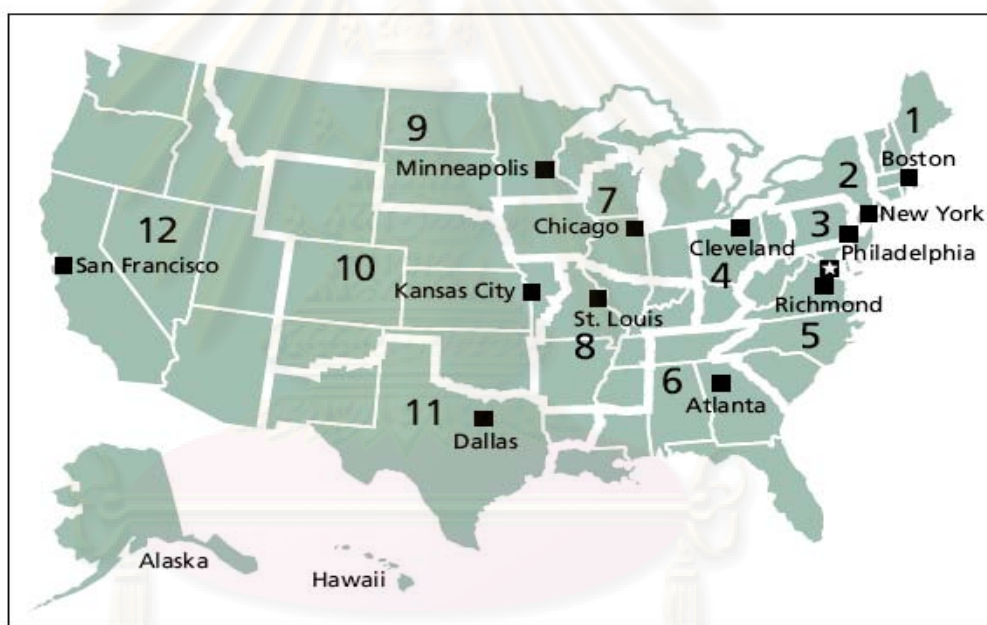 1
9
Boston
Minneapolis
2
7
New York
12
Chicago
3
Cleveland
Philadelphia
San Francisco
10
4
Kansas City
Richmond
St. Louis
5
8
6
Atlanta
11
Dallas
Alaska
Hawaii